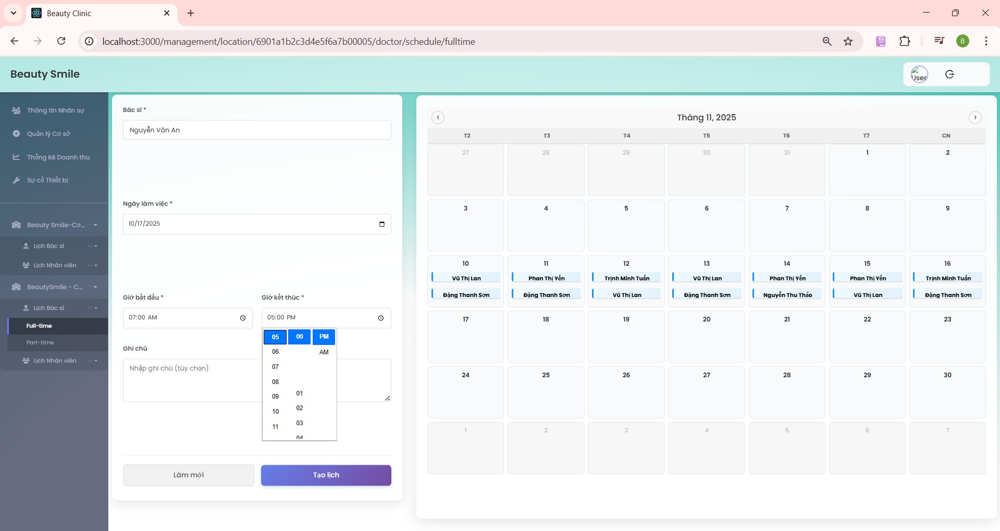 Beauty Clinic
localhost:3000/management/location/6901a1b2c3d4e5f6a7b00005/doctor/schedule/fulltime
B
Beauty Smile
User
Thông tin Nhân sự
Quản lý Cơ sở
Thống kê Doanh thu
Sự cố Thiết bị
Beauty Smile-Cơ...
Lịch Bác sĩ
Lịch Nhân viên
BeautySmile - C...
Lịch Bác sĩ
Full-time
Part-time
Lịch Nhân viên
Bác sĩ *
Nguyễn Văn An
Ngày làm việc *
10/17/2025
Giờ bắt đầu *
07:00 AM
Giờ kết thúc *
05:00 PM
05 00 PM
06 AM
07
08
09 01
10 02
11 03
04
Ghi chú
Nhập ghi chú (tùy chọn)
Làm mới
Tạo lịch
Tháng 11, 2025
T2 T3 T4 T5 T6 T7 CN
27 28 29 30 31 1 2
3 4 5 6 7 8 9
10 11 12 13 14 15 16
Vũ Thị Lan Phan Thị Yến Trịnh Minh Tuấn Vũ Thị Lan Phan Thị Yến Phan Thị Yến Trịnh Minh Tuấn
Đặng Thanh Sơn Đặng Thanh Sơn Vũ Thị Lan Đặng Thanh Sơn Nguyễn Thu Thảo Vũ Thị Lan Đặng Thanh Sơn
17 18 19 20 21 22 23
24 25 26 27 28 29 30
1 2 3 4 5 6 7